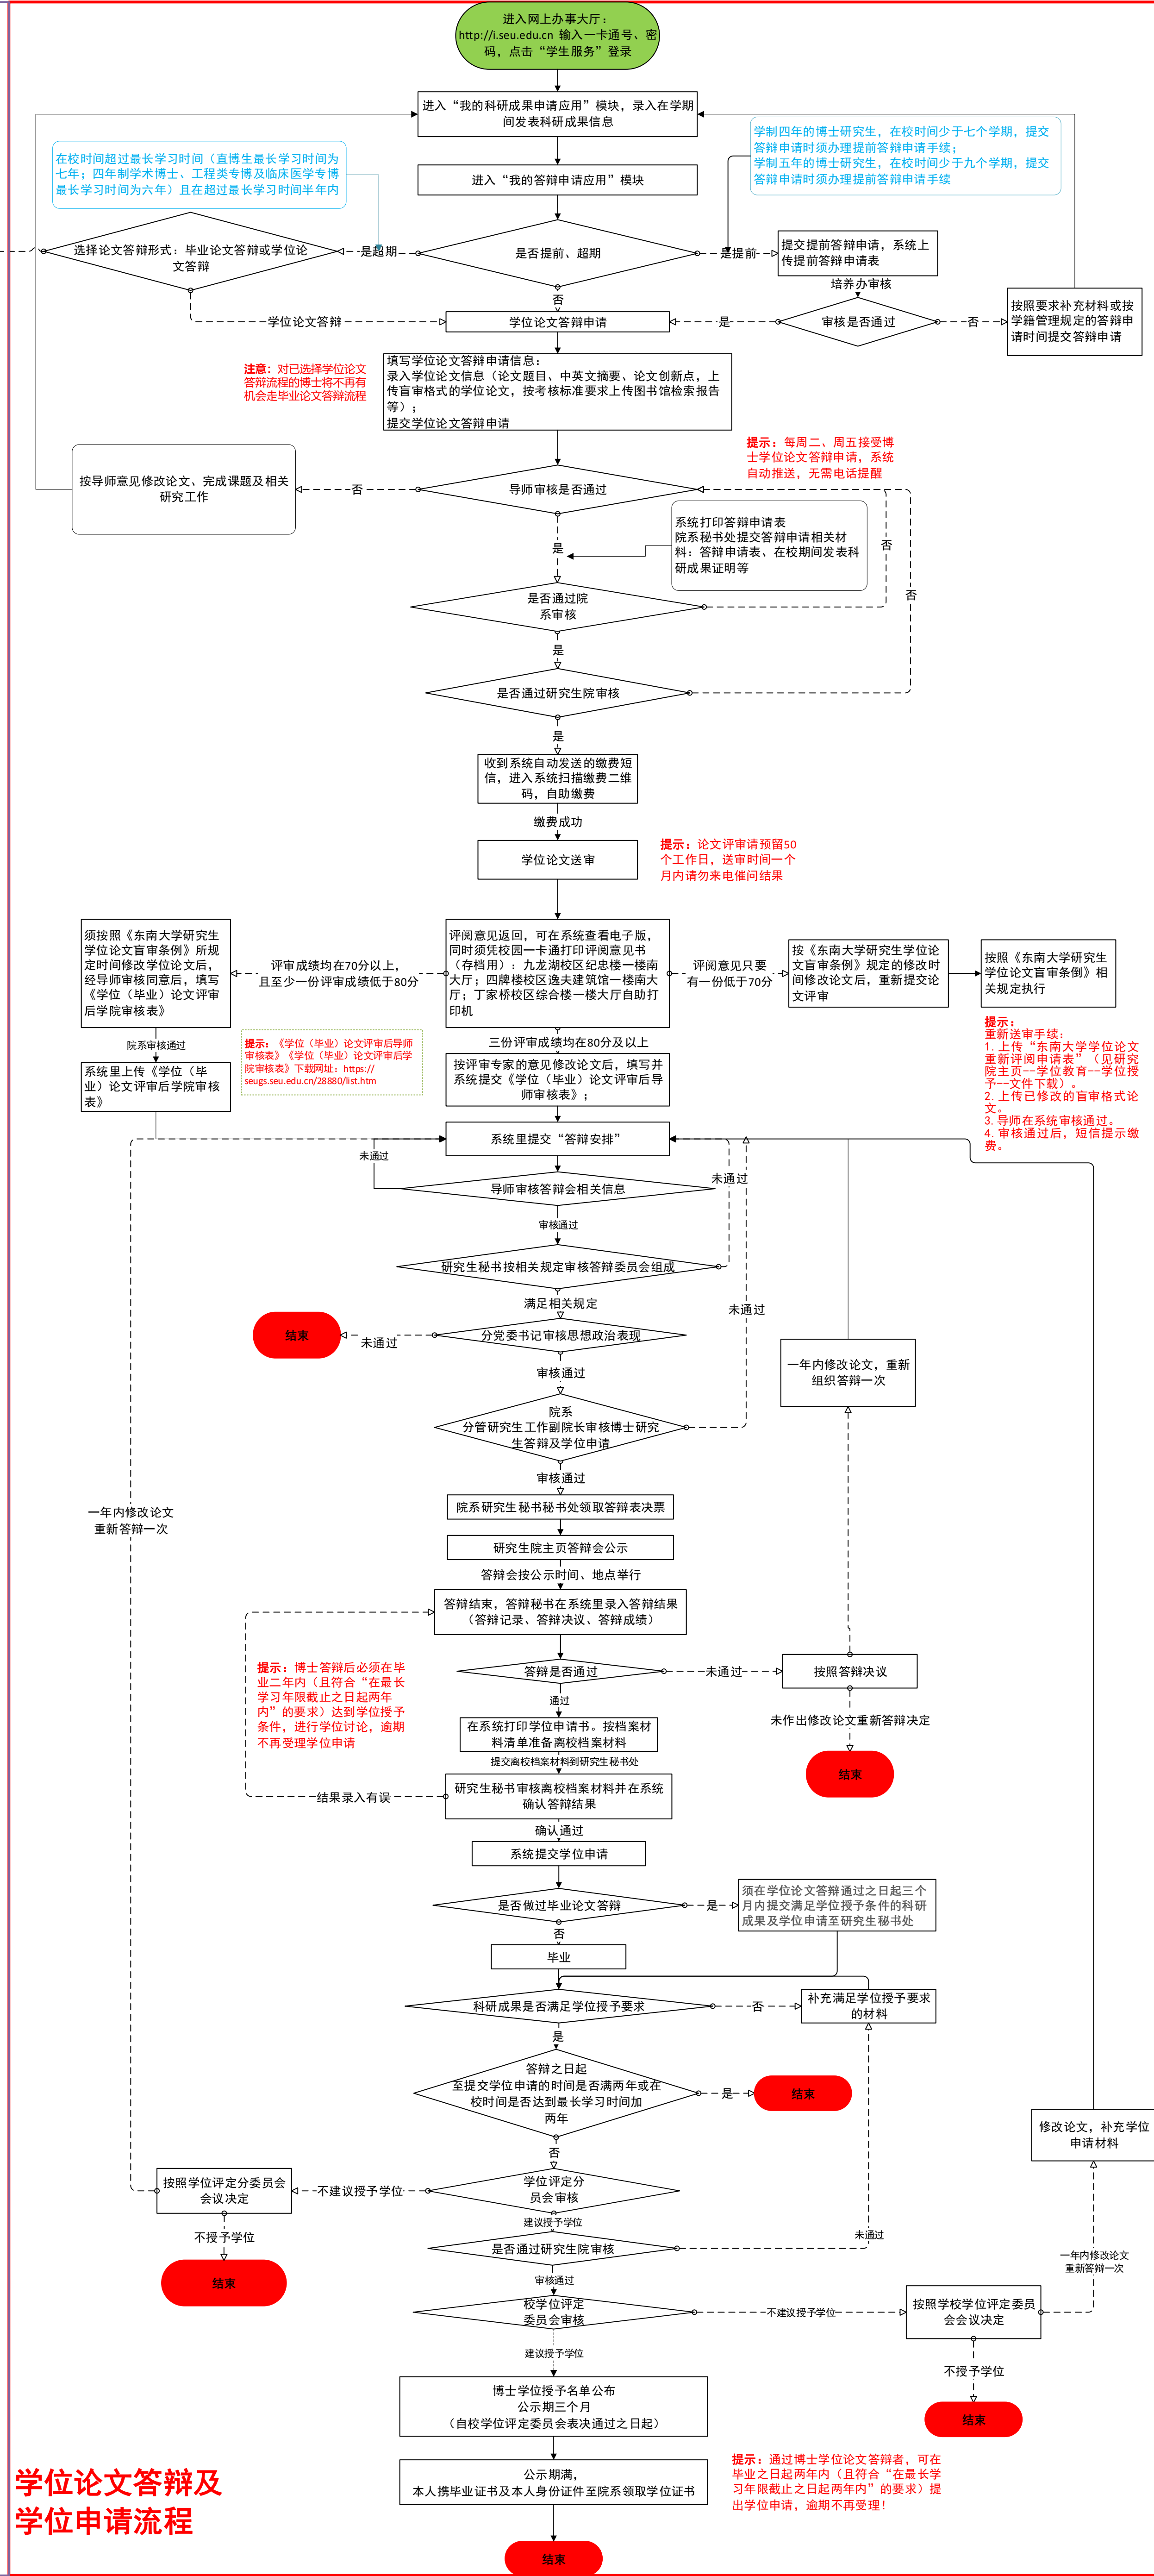 进入网上办事大厅：
http://i.seu.edu.cn 输入一卡通号、密
码，点击“学生服务”登录
进入“我的科研成果申请应用”模块，录入在学期
间发表科研成果信息
学制四年的博士研究生，在校时间少于七个学期，提交
答辩申请时须办理提前答辩申请手续；
学制五年的博士研究生，在校时间少于九个学期，提交
答辩申请时须办理提前答辩申请手续
在校时间超过最长学习时间（直博生最长学习时间为
七年；四年制学术博士、工程类专博及临床医学专博
最长学习时间为六年）且在超过最长学习时间半年内
进入“我的答辩申请应用”模块
选择论文答辩形式：毕业论文答辩或学位论
文答辩
是超期
是否提前、超期
是提前
提交提前答辩申请，系统上
传提前答辩申请表
培养办审核
否
学位论文答辩
学位论文答辩申请
是
审核是否通过
否
按照要求补充材料或按
学籍管理规定的答辩申
请时间提交答辩申请
注意：对已选择学位论文
答辩流程的博士将不再有
机会走毕业论文答辩流程
填写学位论文答辩申请信息：
录入学位论文信息（论文题目、中英文摘要、论文创新点，上
传盲审格式的学位论文，按考核标准要求上传图书馆检索报告
等）；
提交学位论文答辩申请
提示：每周二、周五接受博
士学位论文答辩申请，系统
自动推送，无需电话提醒
按导师意见修改论文、完成课题及相关
研究工作
否
导师审核是否通过
系统打印答辩申请表
院系秘书处提交答辩申请相关材
料：答辩申请表、在校期间发表科
研成果证明等
是
否
否
是否通过院
系审核
是
是否通过研究生院审核
是
收到系统自动发送的缴费短
信，进入系统扫描缴费二维
码，自助缴费
缴费成功
学位论文送审
提示：论文评审请预留50
个工作日，送审时间一个
月内请勿来电催问结果
须按照《东南大学研究生
学位论文盲审条例》所规
定时间修改学位论文后，
经导师审核同意后，填写
《学位（毕业）论文评审
后学院审核表》
评审成绩均在70分以上，
且至少一份评审成绩低于80分
评阅意见返回，可在系统查看电子版，
同时须凭校园一卡通打印评阅意见书
（存档用）：九龙湖校区纪忠楼一楼南
大厅；四牌楼校区逸夫建筑馆一楼南大
厅；丁家桥校区综合楼一楼大厅自助打
印机
评阅意见只要
有一份低于70分
按《东南大学研究生学位论
文盲审条例》规定的修改时
间修改论文后，重新提交论
文评审
按照《东南大学研究生
学位论文盲审条例》相
关规定执行
提示：
重新送审手续：
1. 上传“东南大学学位论文
重新评阅申请表”（见研究
院主页--学位教育--学位授
予--文件下载）。
2. 上传已修改的盲审格式论
文。
3. 导师在系统审核通过。
4. 审核通过后，短信提示缴
费。
院系审核通过
提示：《学位（毕业）论文评审后导师
审核表》《学位（毕业）论文评审后学
院审核表》下载网址：https://
seugs.seu.edu.cn/28880/list.htm
三份评审成绩均在80分及以上
系统里上传《学位（毕
业）论文评审后学院审核
表》
按评审专家的意见修改论文后，填写并
系统提交《学位（毕业）论文评审后导
师审核表》；
系统里提交“答辩安排”
未通过
导师审核答辩会相关信息
未通过
审核通过
研究生秘书按相关规定审核答辩委员会组成
满足相关规定
未通过
结束
未通过
分党委书记审核思想政治表现
审核通过
一年内修改论文，重新
组织答辩一次
院系
分管研究生工作副院长审核博士研究
生答辩及学位申请
审核通过
院系研究生秘书秘书处领取答辩表决票
一年内修改论文
重新答辩一次
研究生院主页答辩会公示
答辩会按公示时间、地点举行
答辩结束，答辩秘书在系统里录入答辩结果
（答辩记录、答辩决议、答辩成绩）
提示：博士答辩后必须在毕
业二年内（且符合“在最长
学习年限截止之日起两年
内”的要求）达到学位授予
条件，进行学位讨论，逾期
不再受理学位申请
答辩是否通过
未通过
按照答辩决议
通过
在系统打印学位申请书。按档案材
料清单准备离校档案材料
未作出修改论文重新答辩决定
提交离校档案材料到研究生秘书处
结束
结果录入有误
研究生秘书审核离校档案材料并在系统
确认答辩结果
确认通过
系统提交学位申请
是否做过毕业论文答辩
是
须在学位论文答辩通过之日起三个
月内提交满足学位授予条件的科研
成果及学位申请至研究生秘书处
否
毕业
科研成果是否满足学位授予要求
否
补充满足学位授予要求
的材料
是
答辩之日起
至提交学位申请的时间是否满两年或在
校时间是否达到最长学习时间加
两年
是
结束
修改论文，补充学位
申请材料
否
按照学位评定分委员会
会议决定
不建议授予学位
学位评定分
员会审核
建议授予学位
不授予学位
是否通过研究生院审核
未通过
一年内修改论文
重新答辩一次
结束
审核通过
校学位评定
委员会审核
不建议授予学位
按照学校学位评定委员
会会议决定
建议授予学位
不授予学位
博士学位授予名单公布
公示期三个月
（自校学位评定委员会表决通过之日起）
结束
提示：通过博士学位论文答辩者，可在
毕业之日起两年内（且符合“在最长学
习年限截止之日起两年内”的要求）提
出学位申请，逾期不再受理！
公示期满，
本人携毕业证书及本人身份证件至院系领取学位证书
学位论文答辩及
学位申请流程
结束